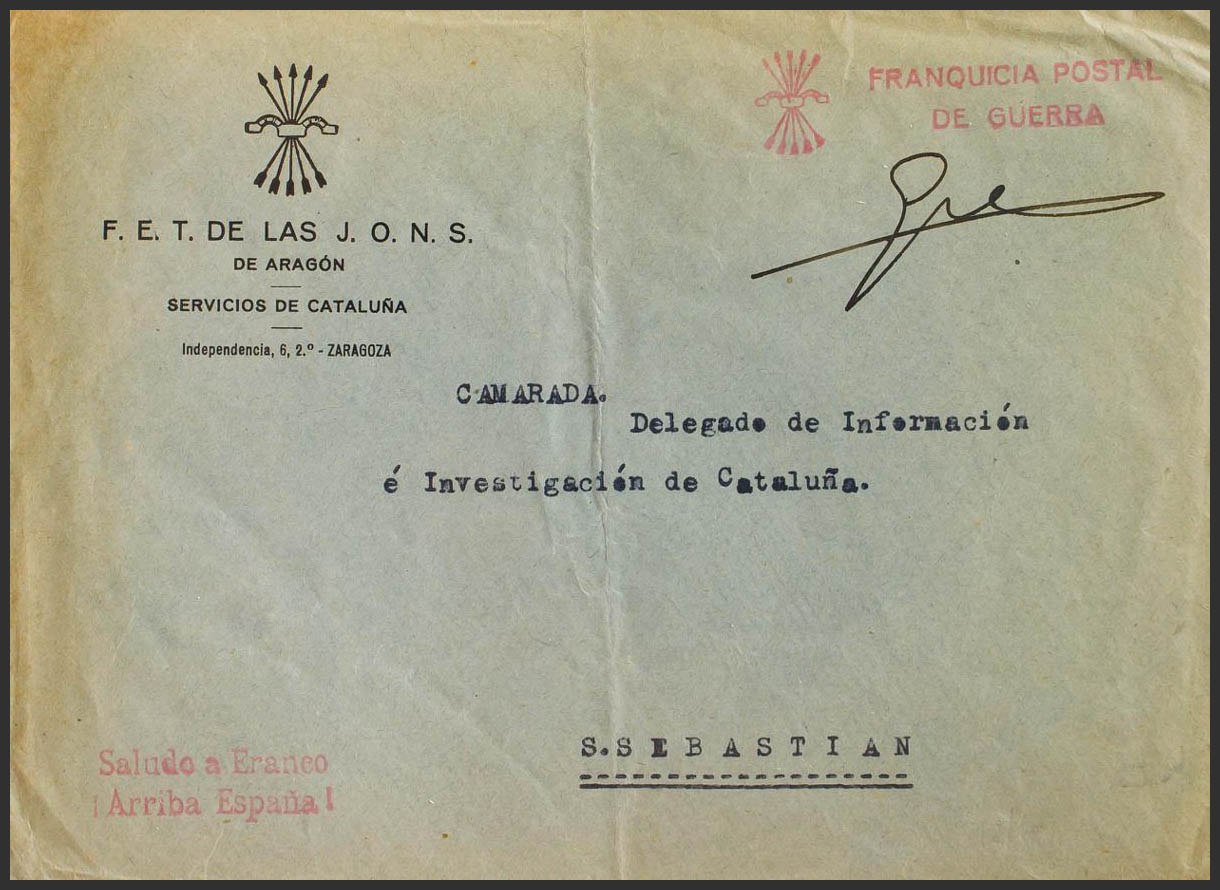 F. E. T. DE LAS J. O. N. S.
DE ARAGÓN
SERVICIOS DE CATALUÑA
Independencia, 6, 2.º - ZARAGOZA
FRANQUICIA POSTAL
DE GUERRA
CAMARADA.
Delegado de Información
é Investigación de Cataluña.
S.SEBASTIAN
Saludo a Franco
¡Arriba España!